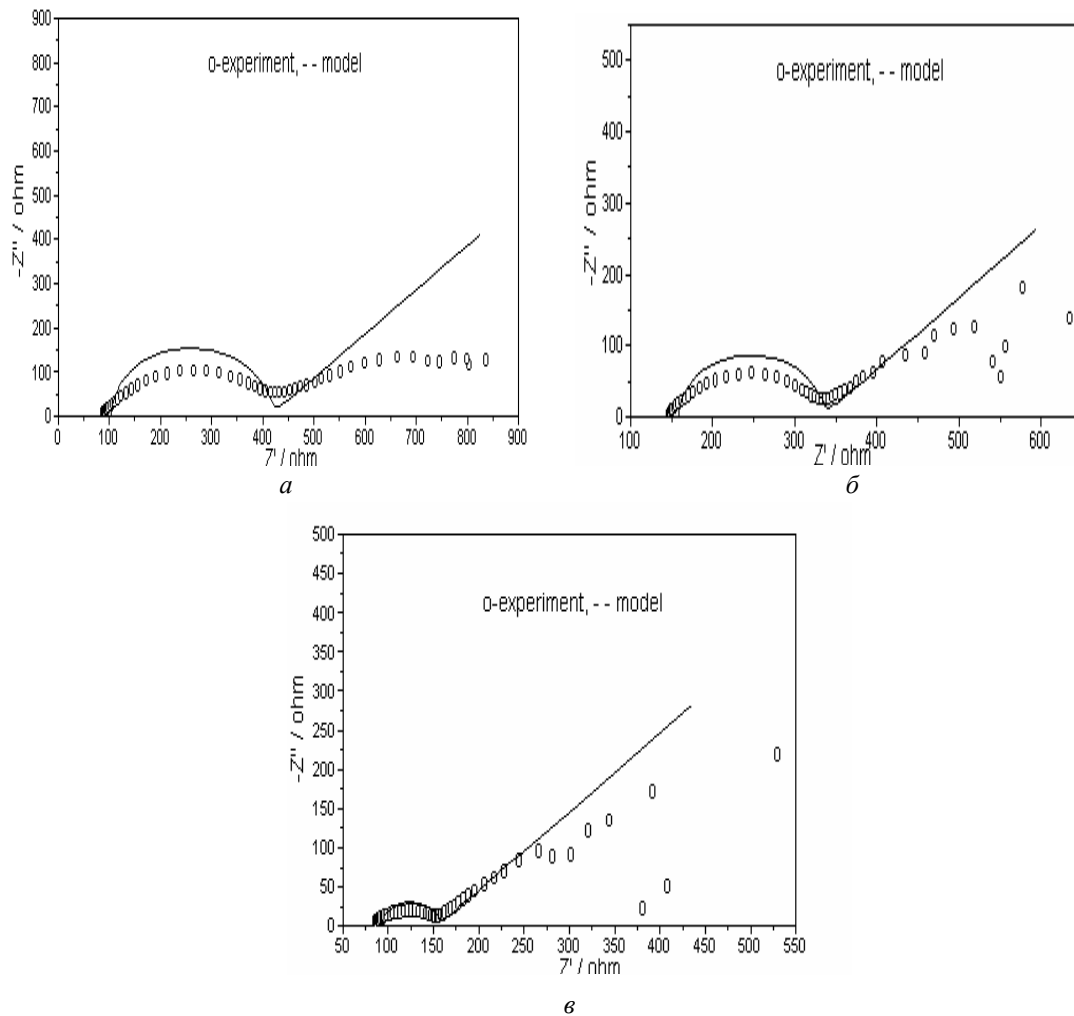 900
800
700
600
500
400
300
200
100
0
-Z'' / ohm
o-experiment, - - model
0 100 200 300 400 500 600 700 800 900
7' / ohm
а
500
400
300
200
100
0
-Z'' / ohm
o-experiment, - - model
100 200 300 400 500 600
Z' / ohm
б
500
450
400
350
300
250
200
150
100
50
0
-Z'' / ohm
o-experiment, - - model
50 100 150 200 250 300 350 400 450 500 550
7' / ohm
в